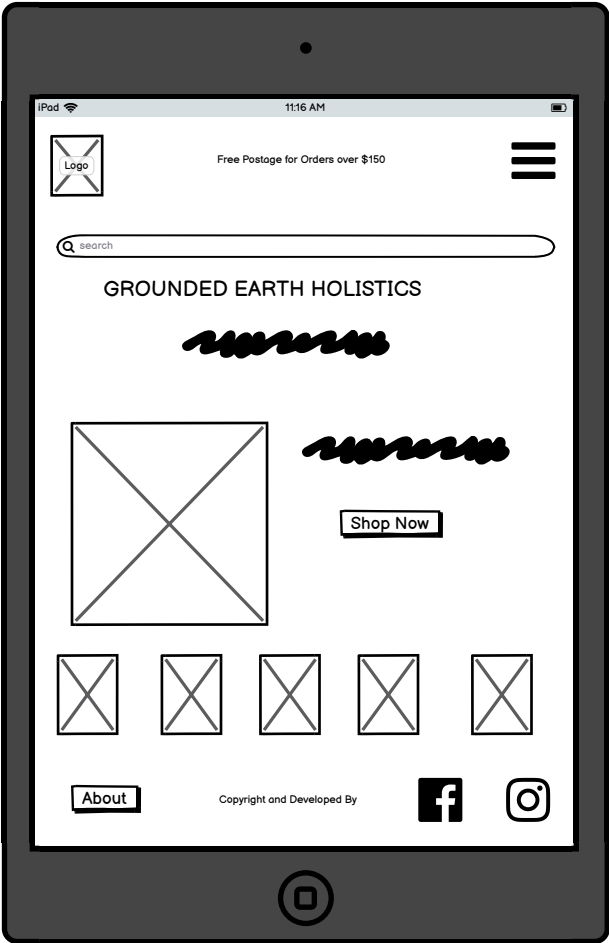 iPad
11:16 AM
Logo
Free Postage for Orders over $150
search
GROUNDED EARTH HOLISTICS
Shop Now
About
Copyright and Developed By